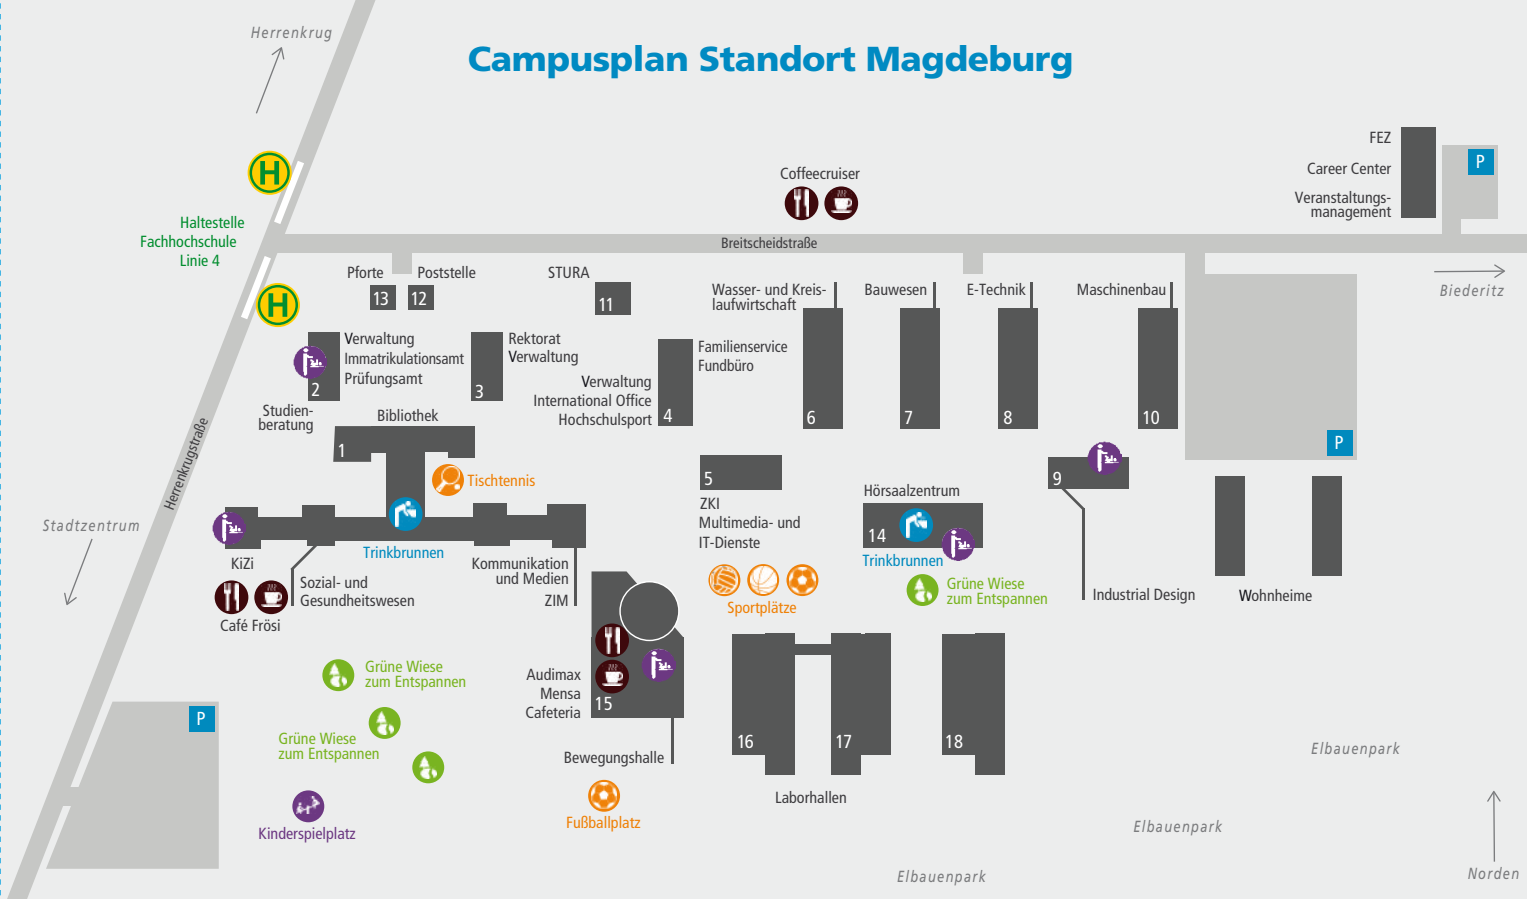 Campusplan Standort Magdeburg
Herrenkrug
H
Haltestelle
Fachhochschule
Linie 4
H
Coffeecruiser
FEZ
Career Center
Veranstaltungs-
management
P
Breitscheidstraße
Biederitz
Pforte
13
Poststelle
12
STURA
11
Wasser- und Kreis-
laufwirtschaft
6
Bauwesen
7
E-Technik
8
Maschinenbau
10
P
Verwaltung
Immatrikulationsamt
Prüfungsamt
2
Studien-
beratung
Rektorat
Verwaltung
3
Familienservice
Fundbüro
Verwaltung
International Office
Hochschulsport
4
Herrenkrugstraße
Bibliothek
1
Tischtennis
5
ZKI
Multimedia- und
IT-Dienste
Hörsaalzentrum
14
Trinkbrunnen
9
Industrial Design
Wohnheime
Stadtzentrum
KiZi
Café Frösi
Trinkbrunnen
Sozial- und
Gesundheitswesen
Kommunikation
und Medien
ZIM
Sportplätze
Grüne Wiese
zum Entspannen
Grüne Wiese
zum Entspannen
Grüne Wiese
zum Entspannen
Audimax
Mensa
Cafeteria
15
Bewegungshalle
16
17
18
Laborhallen
P
Kinderspielplatz
Fußballplatz
Elbauenpark
Elbauenpark
Elbauenpark
Norden